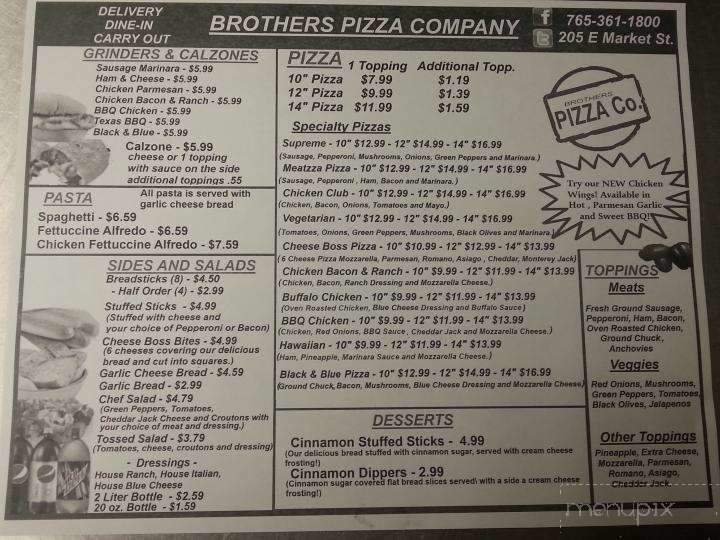 DELIVERY
DINE-IN
CARRY OUT
BROTHERS PIZZA COMPANY
f 765-361-1800
t 205 E Market St.
GRINDERS & CALZONES
Sausage Marinara - $5.99
Ham & Cheese - $5.99
Chicken Parmesan - $5.99
Chicken Bacon & Ranch - $5.99
BBQ Chicken - $5.99
Texas BBQ - $5.99
Black & Blue - $5.99
Calzone - $5.99
cheese or 1 topping
with sauce on the side
additional toppings .55
PASTA
All pasta is served with
garlic cheese bread
Spaghetti - $6.59
Fettuccine Alfredo - $6.59
Chicken Fettuccine Alfredo - $7.59
SIDES AND SALADS
Breadsticks (8) - $4.50
- Half Order (4) - $2.99
Stuffed Sticks - $4.99
(Stuffed with cheese and
your choice of Pepperoni or Bacon)
Cheese Boss Bites - $4.99
(6 cheeses covering our delicious
bread and cut into squares.)
Garlic Cheese Bread - $4.59
Garlic Bread - $2.99
Chef Salad - $4.79
(Green Peppers, Tomatoes,
Cheddar Jack Cheese and Croutons with
your choice of meat and dressing.)
Tossed Salad - $3.79
(Tomatoes, cheese, croutons and dressing)
- Dressings -
House Ranch, House Italian,
House Blue Cheese
2 Liter Bottle - $2.59
20 oz. Bottle - $1.59
PIZZA 1 Topping Additional Topp.
10" Pizza $7.99 $1.19
12" Pizza $9.99 $1.39
14" Pizza $11.99 $1.59
Specialty Pizzas
Supreme - 10" $12.99 - 12" $14.99 - 14" $16.99
(Sausage, Pepperoni, Mushrooms, Onions, Green Peppers and Marinara.)
Meatzza Pizza - 10" $12.99 - 12" $14.99 - 14" $16.99
(Sausage, Pepperoni , Ham, Bacon and Marinara.)
Chicken Club - 10" $12.99 - 12" $14.99 - 14" $16.99
(Chicken, Bacon, Onions, Tomatoes and Mayo.)
Vegetarian - 10" $12.99 - 12" $14.99 - 14" $16.99
(Tomatoes, Onions, Green Peppers, Mushrooms, Black Olives and Marinara.)
Cheese Boss Pizza - 10" $10.99 - 12" $12.99 - 14" $13.99
(6 Cheese Pizza Mozzarella, Parmesan, Romano, Asiago , Cheddar, Monterey Jack)
Chicken Bacon & Ranch - 10" $9.99 - 12" $11.99 - 14" $13.99
(Chicken, Bacon, Ranch Dressing and Mozzarella Cheese.)
Buffalo Chicken - 10" $9.99 - 12" $11.99 - 14" $13.99
(Oven Roasted Chicken, Blue Cheese Dressing and Buffalo Sauce)
BBQ Chicken - 10" $9.99 - 12" $11.99 - 14" $13.99
(Chicken, Red Onions, BBQ Sauce , Cheddar Jack and Mozzarella Cheese.)
Hawaiian - 10" $9.99 - 12" $11.99 - 14" $13.99
(Ham, Pineapple, Marinara Sauce and Mozzarella Cheese.)
Black & Blue Pizza - 10" $12.99 - 12" $14.99 - 14" $16.99
(Ground Chuck, Bacon, Mushrooms, Blue Cheese Dressing and Mozzarella Cheese)
DESSERTS
Cinnamon Stuffed Sticks - 4.99
(Our delicious bread stuffed with cinnamon sugar, served with cream cheese
frosting!)
Cinnamon Dippers - 2.99
(Cinnamon sugar covered flat bread slices served\ with a side a cream cheese
frosting!)
BROTHERS
PIZZA Co.
Try our NEW Chicken
Wings! Available in
Hot , Parmesan Garlic
and Sweet BBQ!!
TOPPINGS
Meats
Fresh Ground Sausage,
Pepperoni, Ham, Bacon,
Oven Roasted Chicken,
Ground Chuck,
Anchovies
Veggies
Red Onions, Mushrooms,
Green Peppers, Tomatoes,
Black Olives, Jalapenos
Other Toppings
Pineapple, Extra Cheese,
Mozzarella, Parmesan,
Romano, Asiago,
Cheddar Jack
menupix